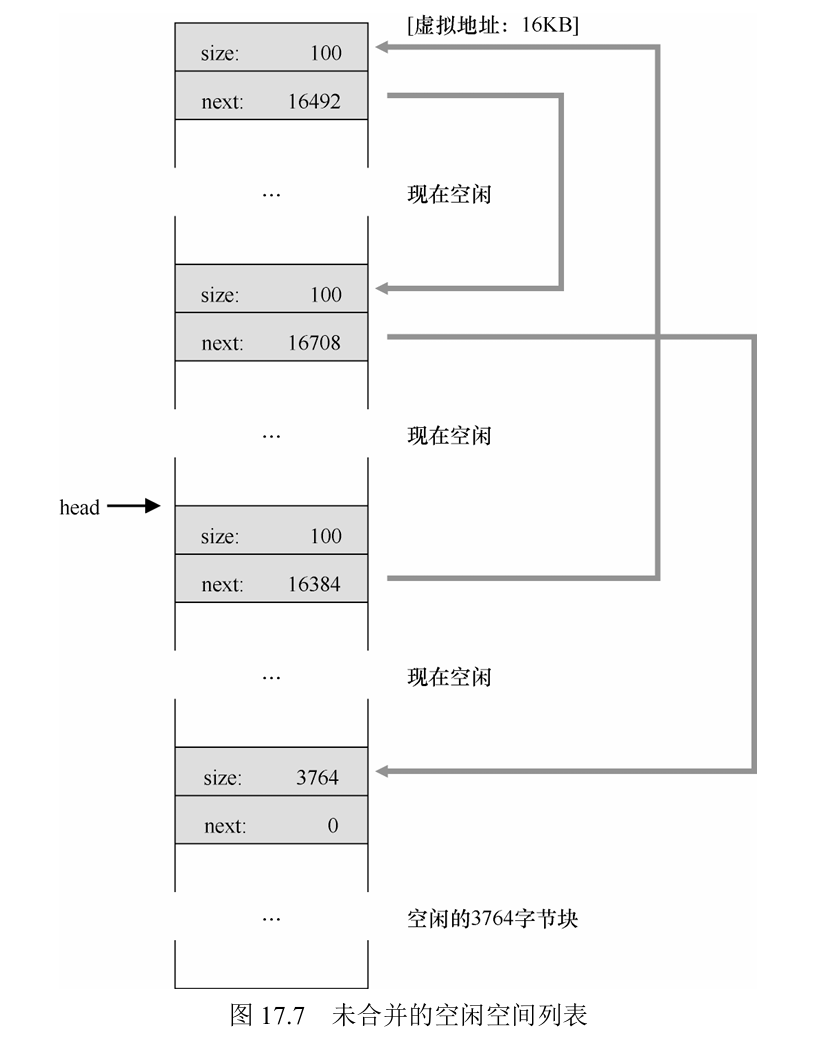 [虚拟地址：16KB]
size: 100
next: 16492
...
现在空闲
size: 100
next: 16708
...
现在空闲
head
size: 100
next: 16384
...
现在空闲
size: 3764
next: 0
...
空闲的3764字节块
图 17.7 未合并的空闲空间列表